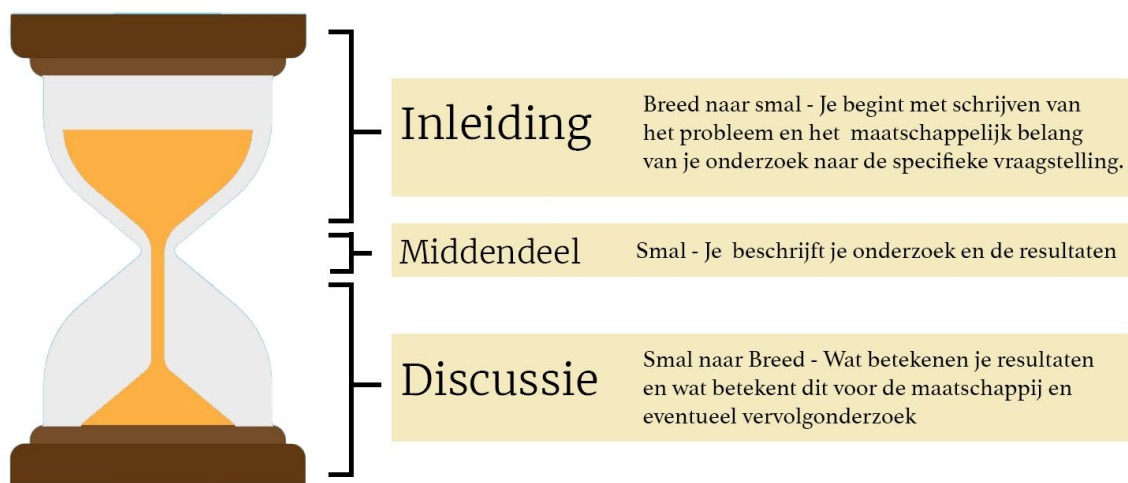 Inleiding
Breed naar smal - Je begint met schrijven van
het probleem en het maatschappelijk belang
van je onderzoek naar de specifieke vraagstelling.
Middendeel
Smal - Je beschrijft je onderzoek en de resultaten
Discussie
Smal naar Breed - Wat betekenen je resultaten
en wat betekent dit voor de maatschappij en
eventueel vervolgonderzoek